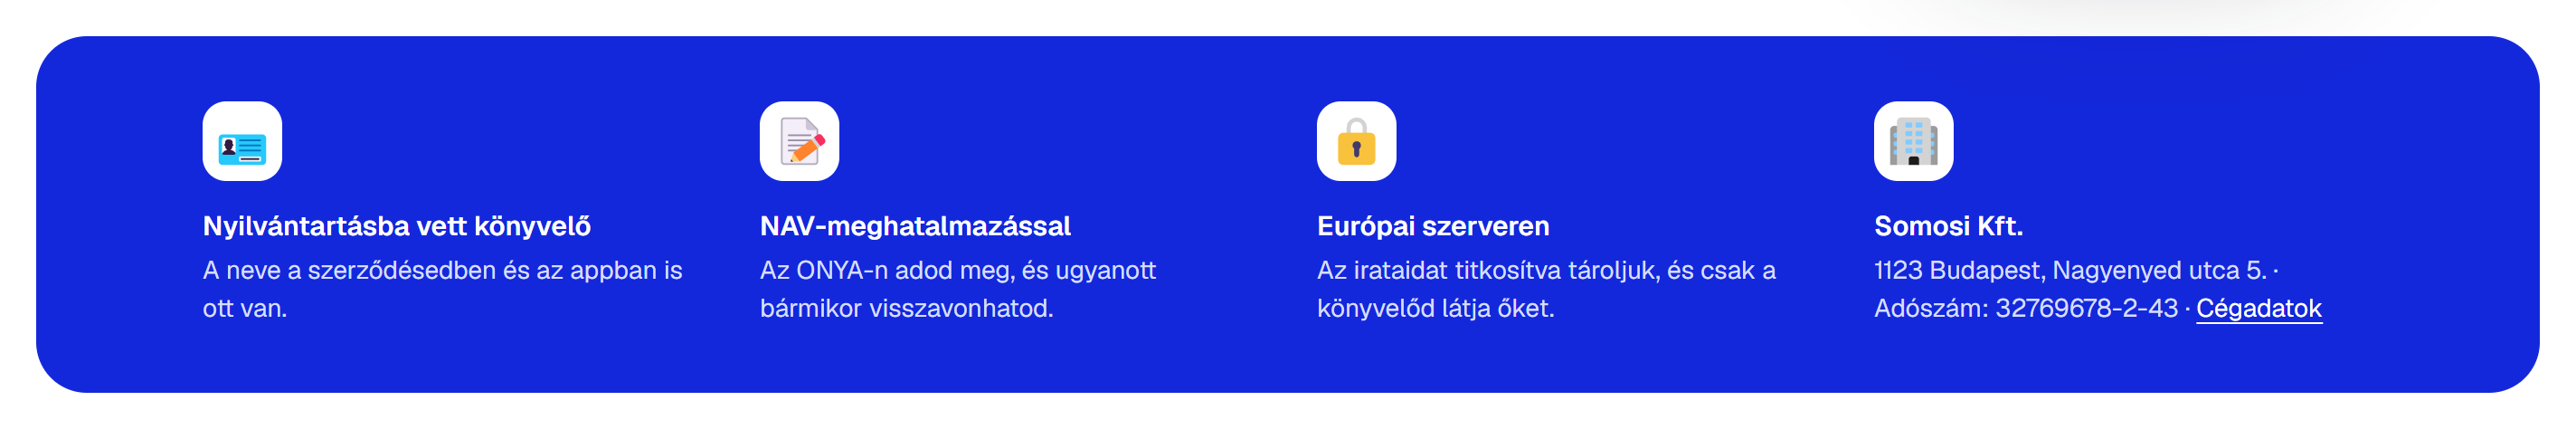 Nyilvántartásba vett könyvelő
A neve a szerződésedben és az appban is
ott van.
NAV-meghatalmazással
Az ONYA-n adod meg, és ugyanott
bármikor visszavonhatod.
Európai szerveren
Az irataidat titkosítva tároljuk, és csak a
könyvelőd látja őket.
Somosi Kft.
1123 Budapest, Nagyenyed utca 5. ·
Adószám: 32769678-2-43 · Cégadatok